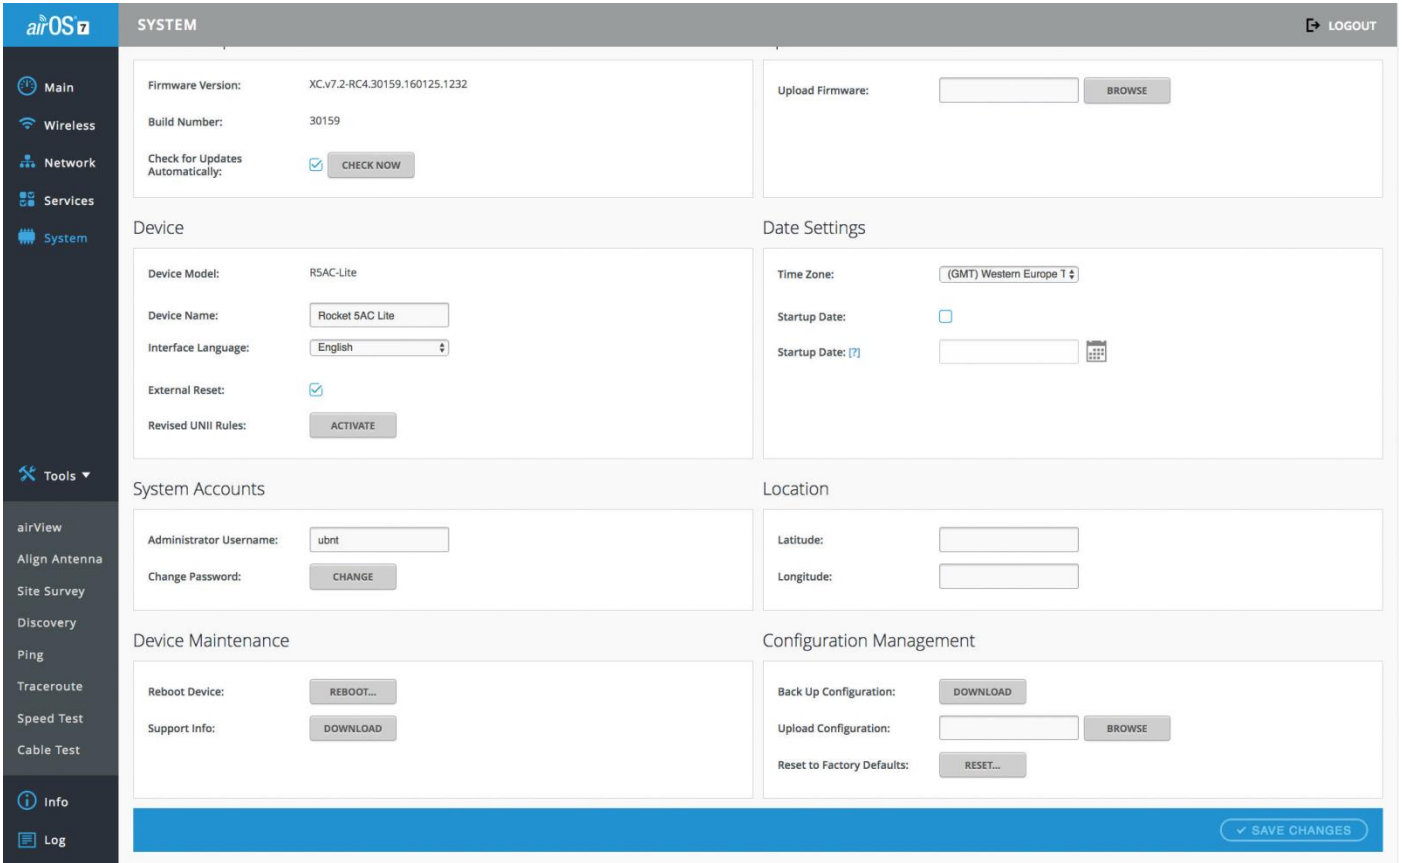 airOS 7
SYSTEM
LOGOUT
Main
Wireless
Network
Services
System
Tools ▼
airView
Align Antenna
Site Survey
Discovery
Ping
Traceroute
Speed Test
Cable Test
Info
Log
Firmware Version: XC.v7.2-RC4.30159.160125.1232
Build Number: 30159
Check for Updates
Automatically: CHECK NOW
Upload Firmware: BROWSE
Device
Device Model: R5AC-Lite
Device Name: Rocket 5AC Lite
Interface Language: English
External Reset:
Revised UNII Rules: ACTIVATE
Date Settings
Time Zone: (GMT) Western Europe T
Startup Date:
Startup Date: [?]
System Accounts
Administrator Username: ubnt
Change Password: CHANGE
Location
Latitude:
Longitude:
Device Maintenance
Reboot Device: REBOOT...
Support Info: DOWNLOAD
Configuration Management
Back Up Configuration: DOWNLOAD
Upload Configuration: BROWSE
Reset to Factory Defaults: RESET...
SAVE CHANGES